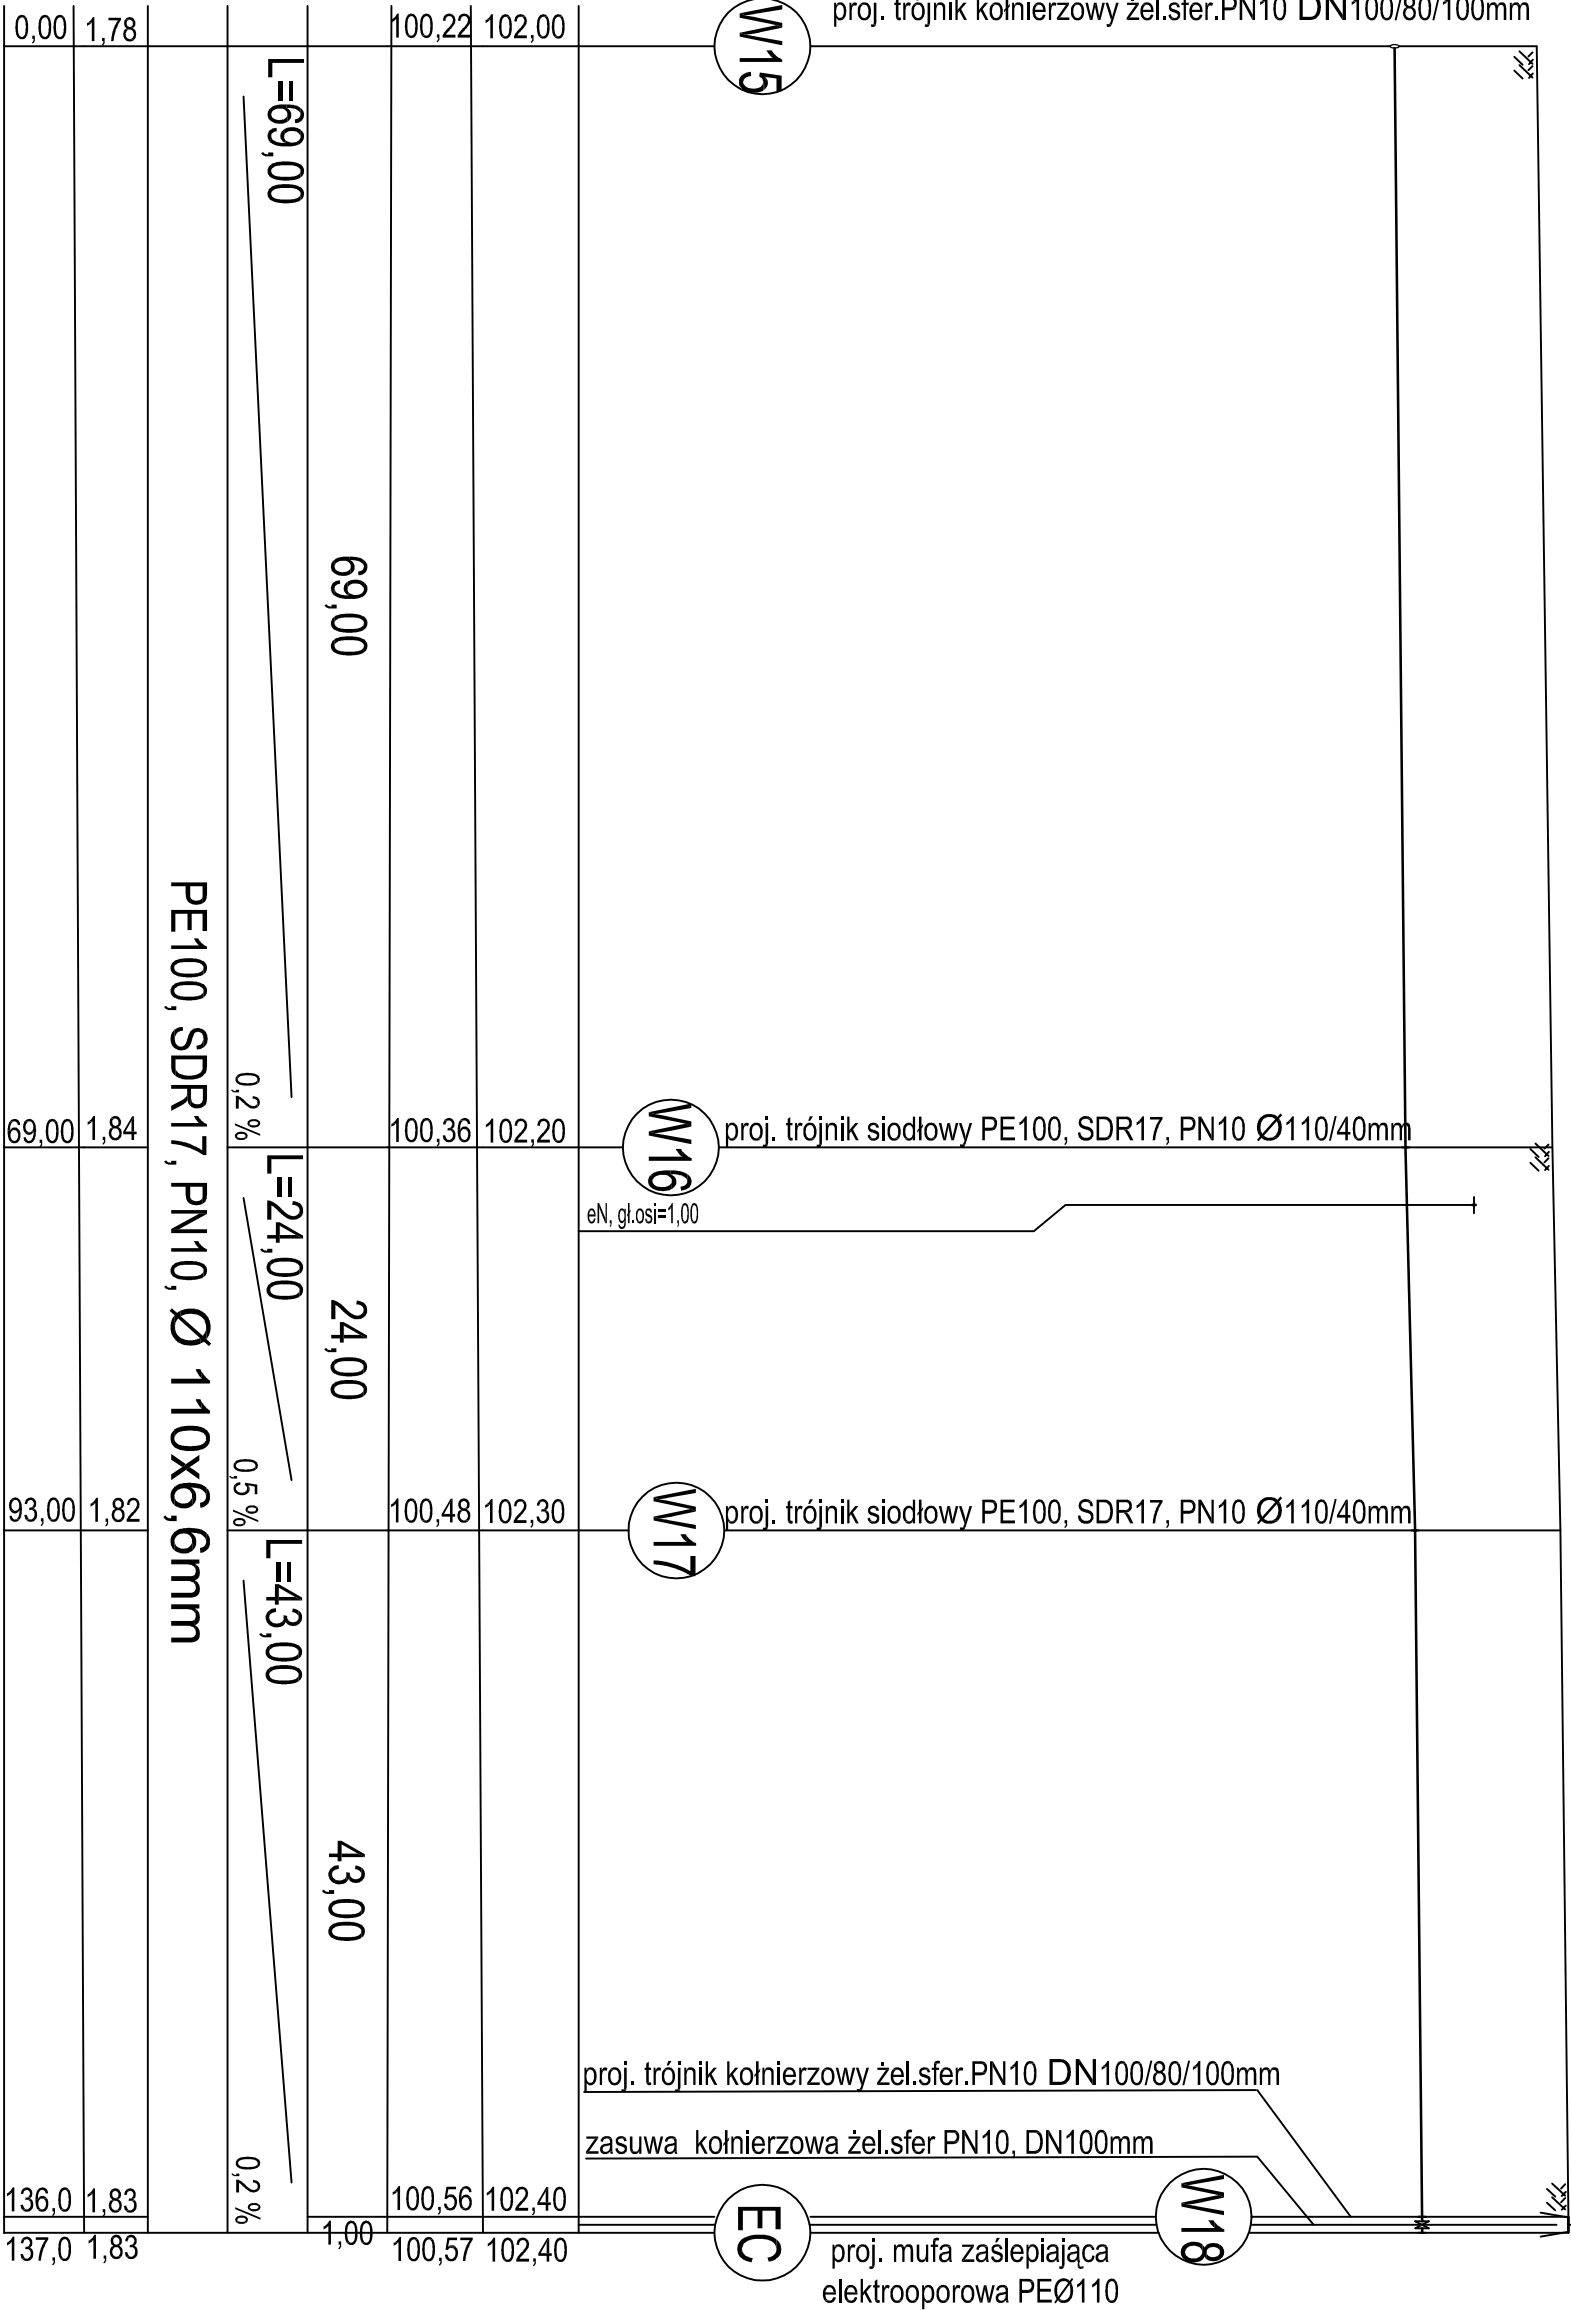 proj. trójnik kołnierzowy żel.sfer.PN10 DN100/80/100mm
0,00 1,78 100,22 102,00
W15
L=69,00
69,00
0,2 %
69,00 1,84 100,36 102,20
W16
proj. trójnik siodłowy PE100, SDR17, PN10 Ø110/40mm
eN, gł.osi=1,00
L=24,00
24,00
PE100, SDR17, PN10, Ø 110x6,6mm
0,5 %
93,00 1,82 100,48 102,30
W17
proj. trójnik siodłowy PE100, SDR17, PN10 Ø110/40mm
L=43,00
43,00
proj. trójnik kołnierzowy żel.sfer.PN10 DN100/80/100mm
zasuwa kołnierzowa żel.sfer PN10, DN100mm
0,2 %
136,0 1,83 100,56 102,40
W18
1,00
137,0 1,83 100,57 102,40
EC
proj. mufa zaślepiająca
elektrooporowa PEØ110